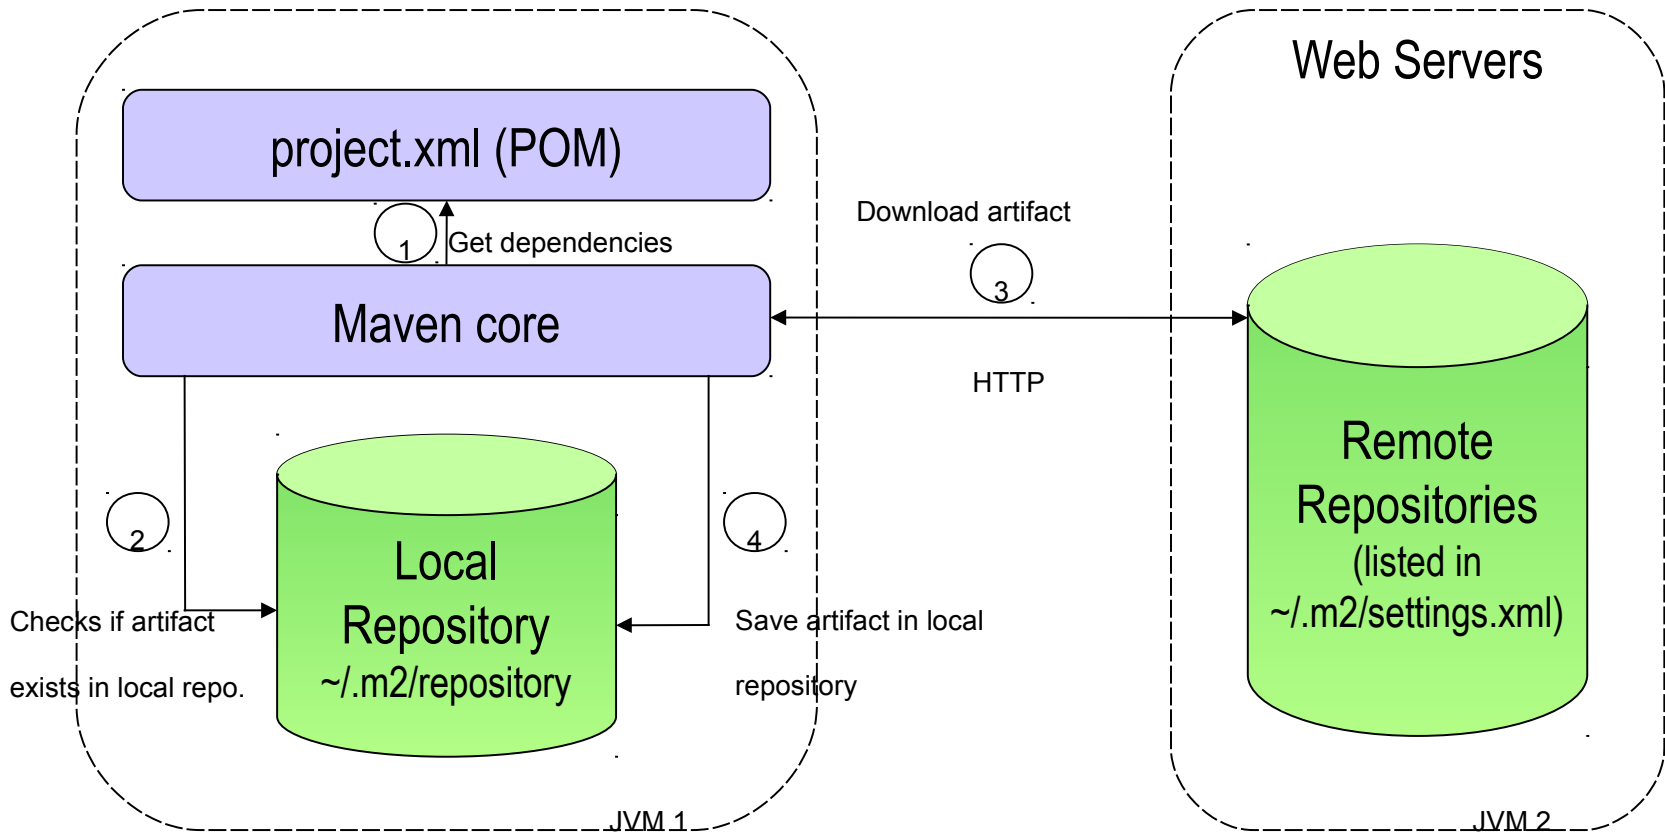 Web Servers
project.xml (POM)
1
Get dependencies
Download artifact
3
Maven core
HTTP
2
4
Local
Repository
~/.m2/repository
Checks if artifact
exists in local repo.
Save artifact in local
repository
Remote
Repositories
(listed in
~/.m2/settings.xml)
JVM 1
JVM 2